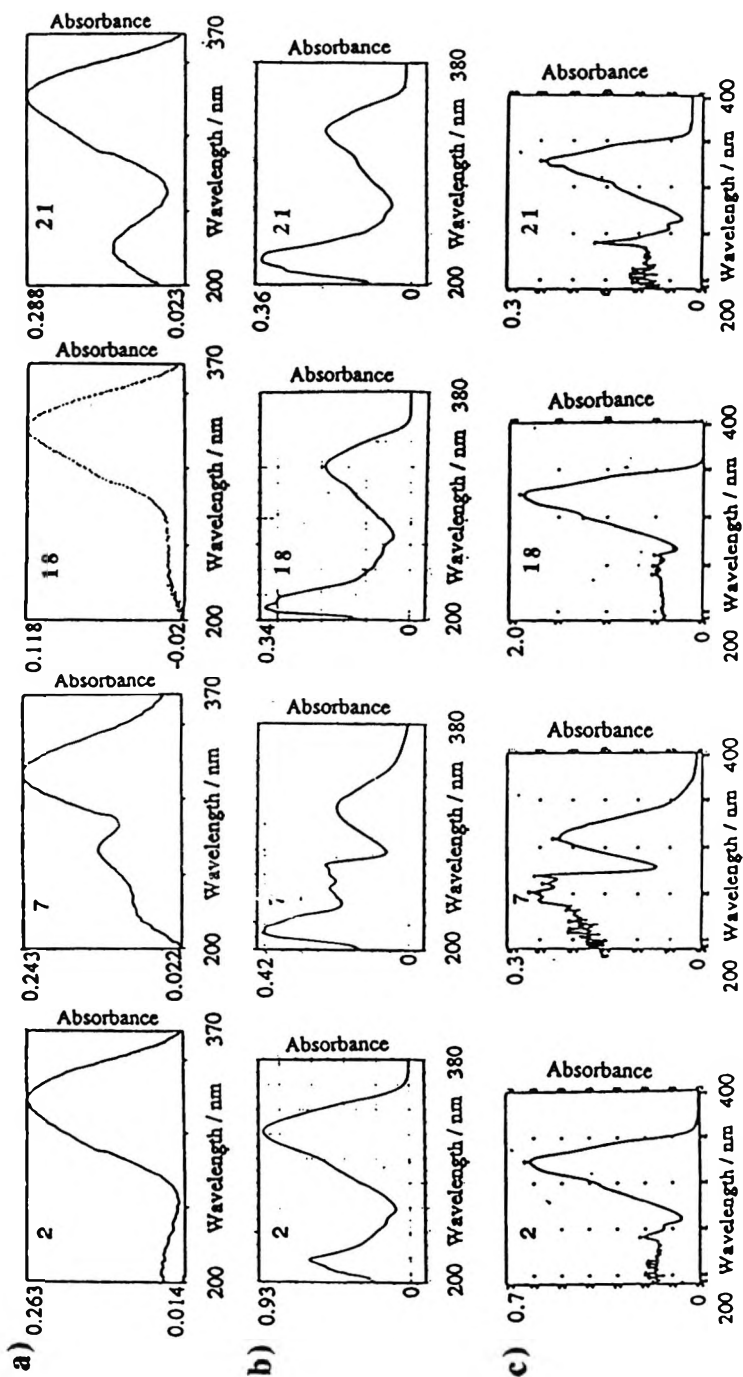 a)
0.263
2
Absorbance
0.014
200 Wavelength / nm 370
0.243
7
Absorbance
0.022
200 Wavelength / nm 370
0.118
18
Absorbance
-0.02
200 Wavelength / nm 370
0.288
21
Absorbance
0.023
200 Wavelength / nm 370
b)
0.93
2
Absorbance
0
200 Wavelength / nm 380
0.42
7
Absorbance
0
200 Wavelength / nm 380
0.34
18
Absorbance
0
200 Wavelength / nm 380
0.36
21
Absorbance
0
200 Wavelength / nm 380
c)
0.7
2
Absorbance
0
200 Wavelength / nm 400
0.3
7
Absorbance
0
200 Wavelength / nm 400
2.0
18
Absorbance
0
200 Wavelength / nm 400
0.3
21
Absorbance
0
200 Wavelength / nm 400